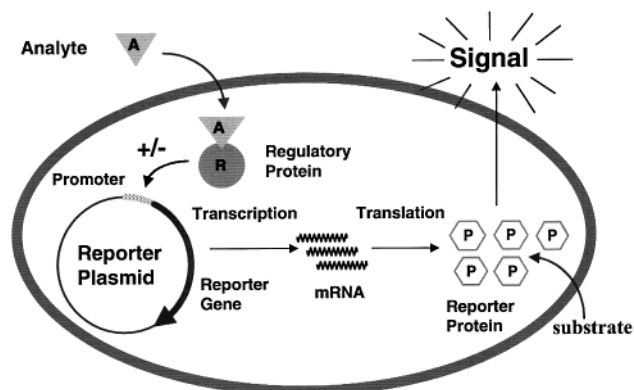 Analyte
A
Signal
A
R
+/-
Regulatory
Protein
Promoter
Transcription
Translation
Reporter
Plasmid
P P P
P P
Reporter
Gene
mRNA
Reporter
Protein
substrate